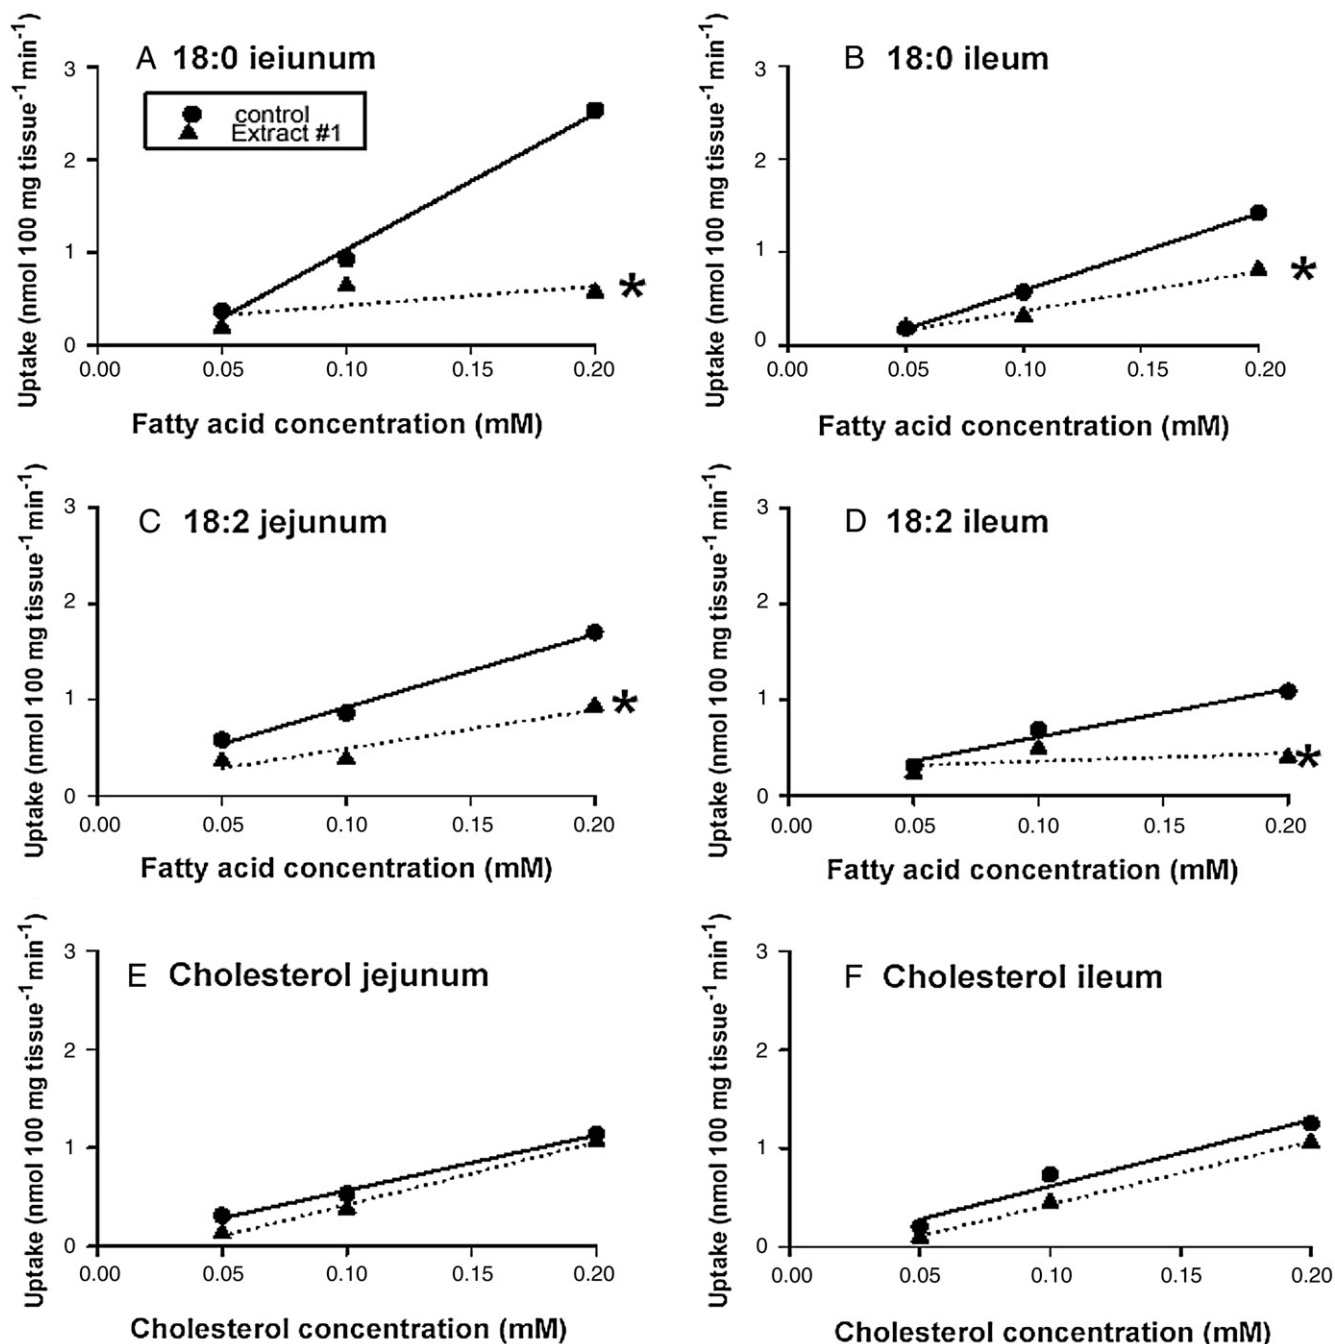 A 18:0 ieiunum
control
Extract #1
Uptake (nmol 100 mg tissue-1 min-1)
3
2
1
0
0.00 0.05 0.10 0.15 0.20
Fatty acid concentration (mM)
*
B 18:0 ileum
Uptake (nmol 100 mg tissue-1 min-1)
3
2
1
0
0.00 0.05 0.10 0.15 0.20
Fatty acid concentration (mM)
*
C 18:2 jejunum
Uptake (nmol 100 mg tissue-1 min-1)
3
2
1
0
0.00 0.05 0.10 0.15 0.20
Fatty acid concentration (mM)
*
D 18:2 ileum
Uptake (nmol 100 mg tissue-1 min-1)
3
2
1
0
0.00 0.05 0.10 0.15 0.20
Fatty acid concentration (mM)
*
E Cholesterol jejunum
Uptake (nmol 100 mg tissue-1 min-1)
3
2
1
0
0.00 0.05 0.10 0.15 0.20
Cholesterol concentration (mM)
F Cholesterol ileum
Uptake (nmol 100 mg tissue-1 min-1)
3
2
1
0
0.00 0.05 0.10 0.15 0.20
Cholesterol concentration (mM)